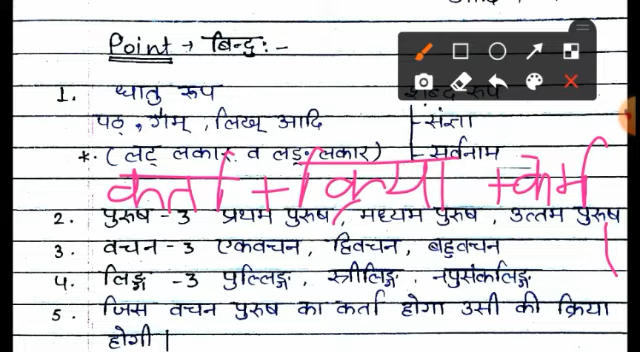 Point → बिन्दुः-
1. धातु रूप शब्द रूप
पठ्, गम्, लिख् आदि संज्ञा
*. (लट् लकार व लङ्ग लकार) सर्वनाम
कर्ता + क्रिया + कर्म
2. पुरुष - 3 प्रथम पुरुष, मध्यम पुरुष, उत्तम पुरुष
3. वचन - 3 एकवचन, द्विवचन, बहुवचन
4. लिङ्ग - 3 पुल्लिङ्ग, स्त्रीलिङ्ग, नपुसंकलिङ्ग
5. जिस वचन पुरुष का कर्ता होगा उसी की क्रिया
होगी।